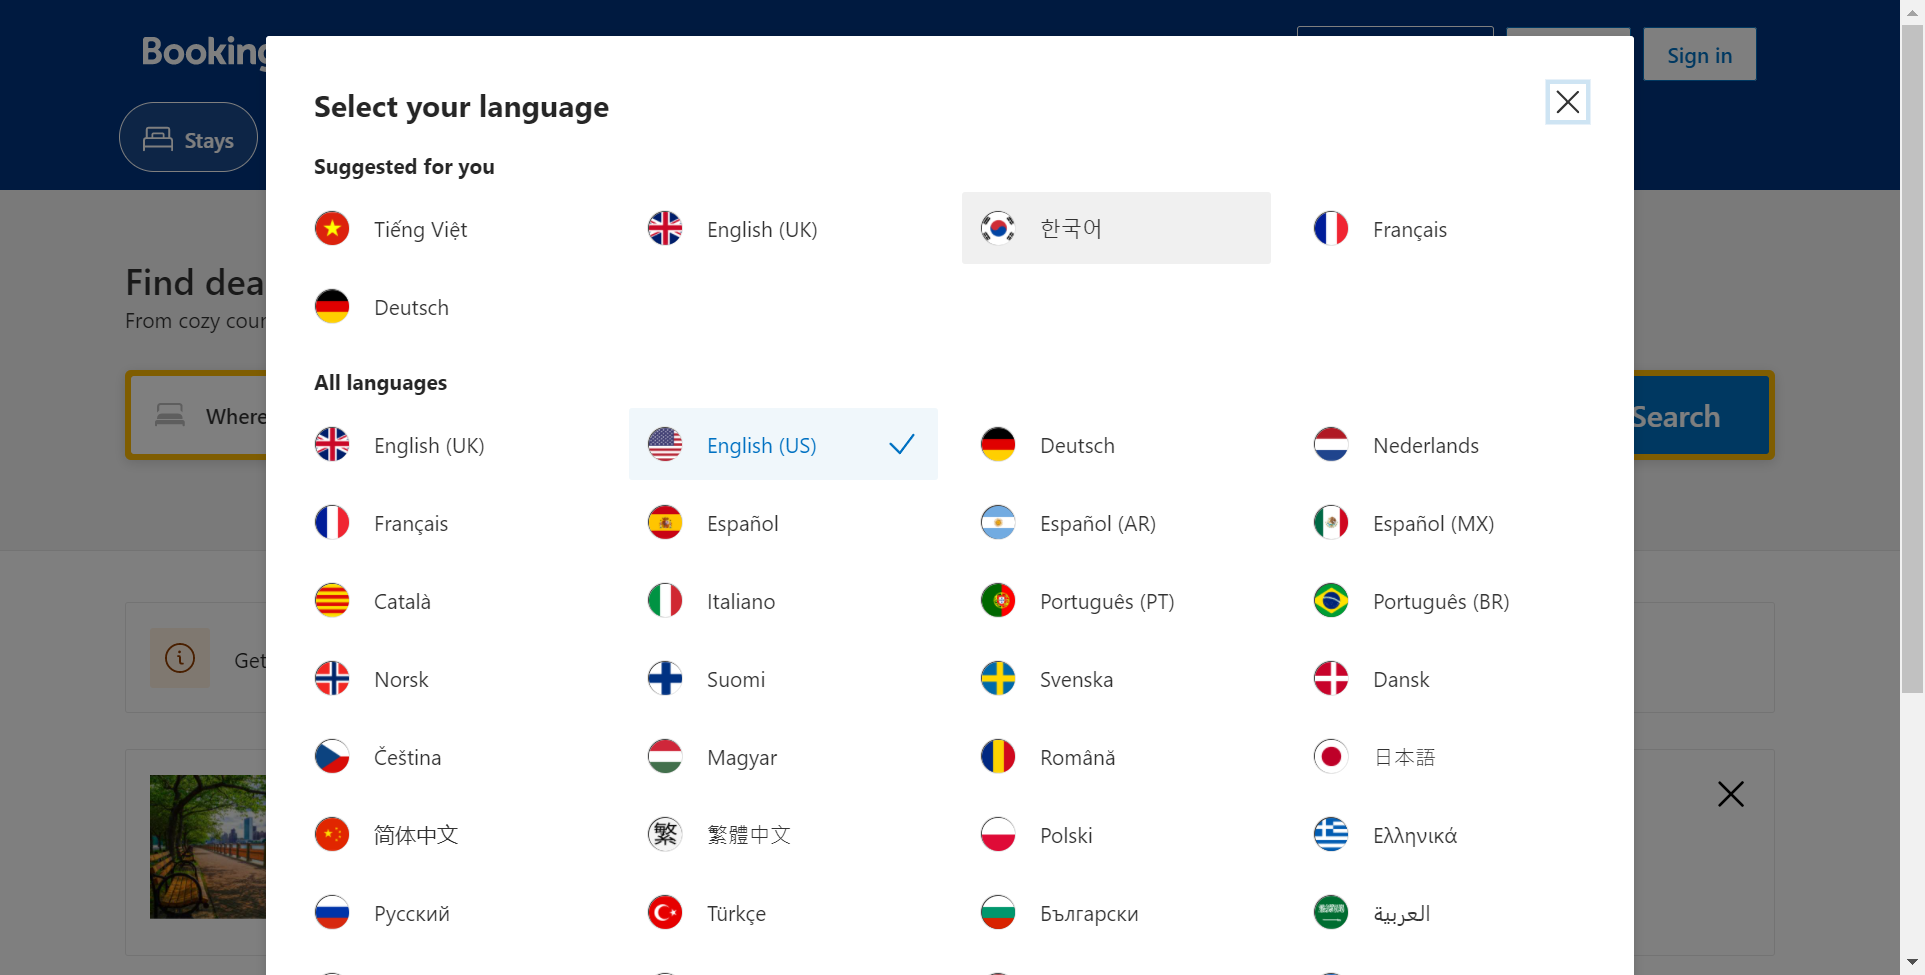 Booking
Sign in
Stays
Select your language
Suggested for you
Tiếng Việt
English (UK)
한국어
Français
Deutsch
Find dea
From cozy cour
All languages
Where
Search
English (UK)
English (US)
Deutsch
Nederlands
Français
Español
Español (AR)
Español (MX)
Català
Italiano
Português (PT)
Português (BR)
Get
Norsk
Suomi
Svenska
Dansk
Čeština
Magyar
Română
日本語
简体中文
繁
繁體中文
Polski
Ελληνικά
Русский
Türkçe
Български
العربية